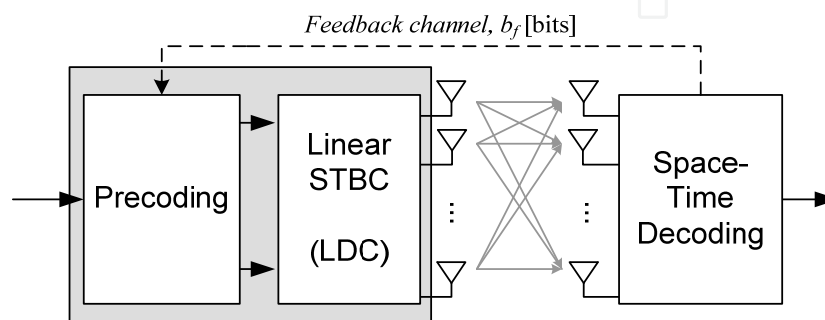 Feedback channel, b_f [bits]
Precoding
Linear
STBC
(LDC)
...
...
Space-
Time
Decoding